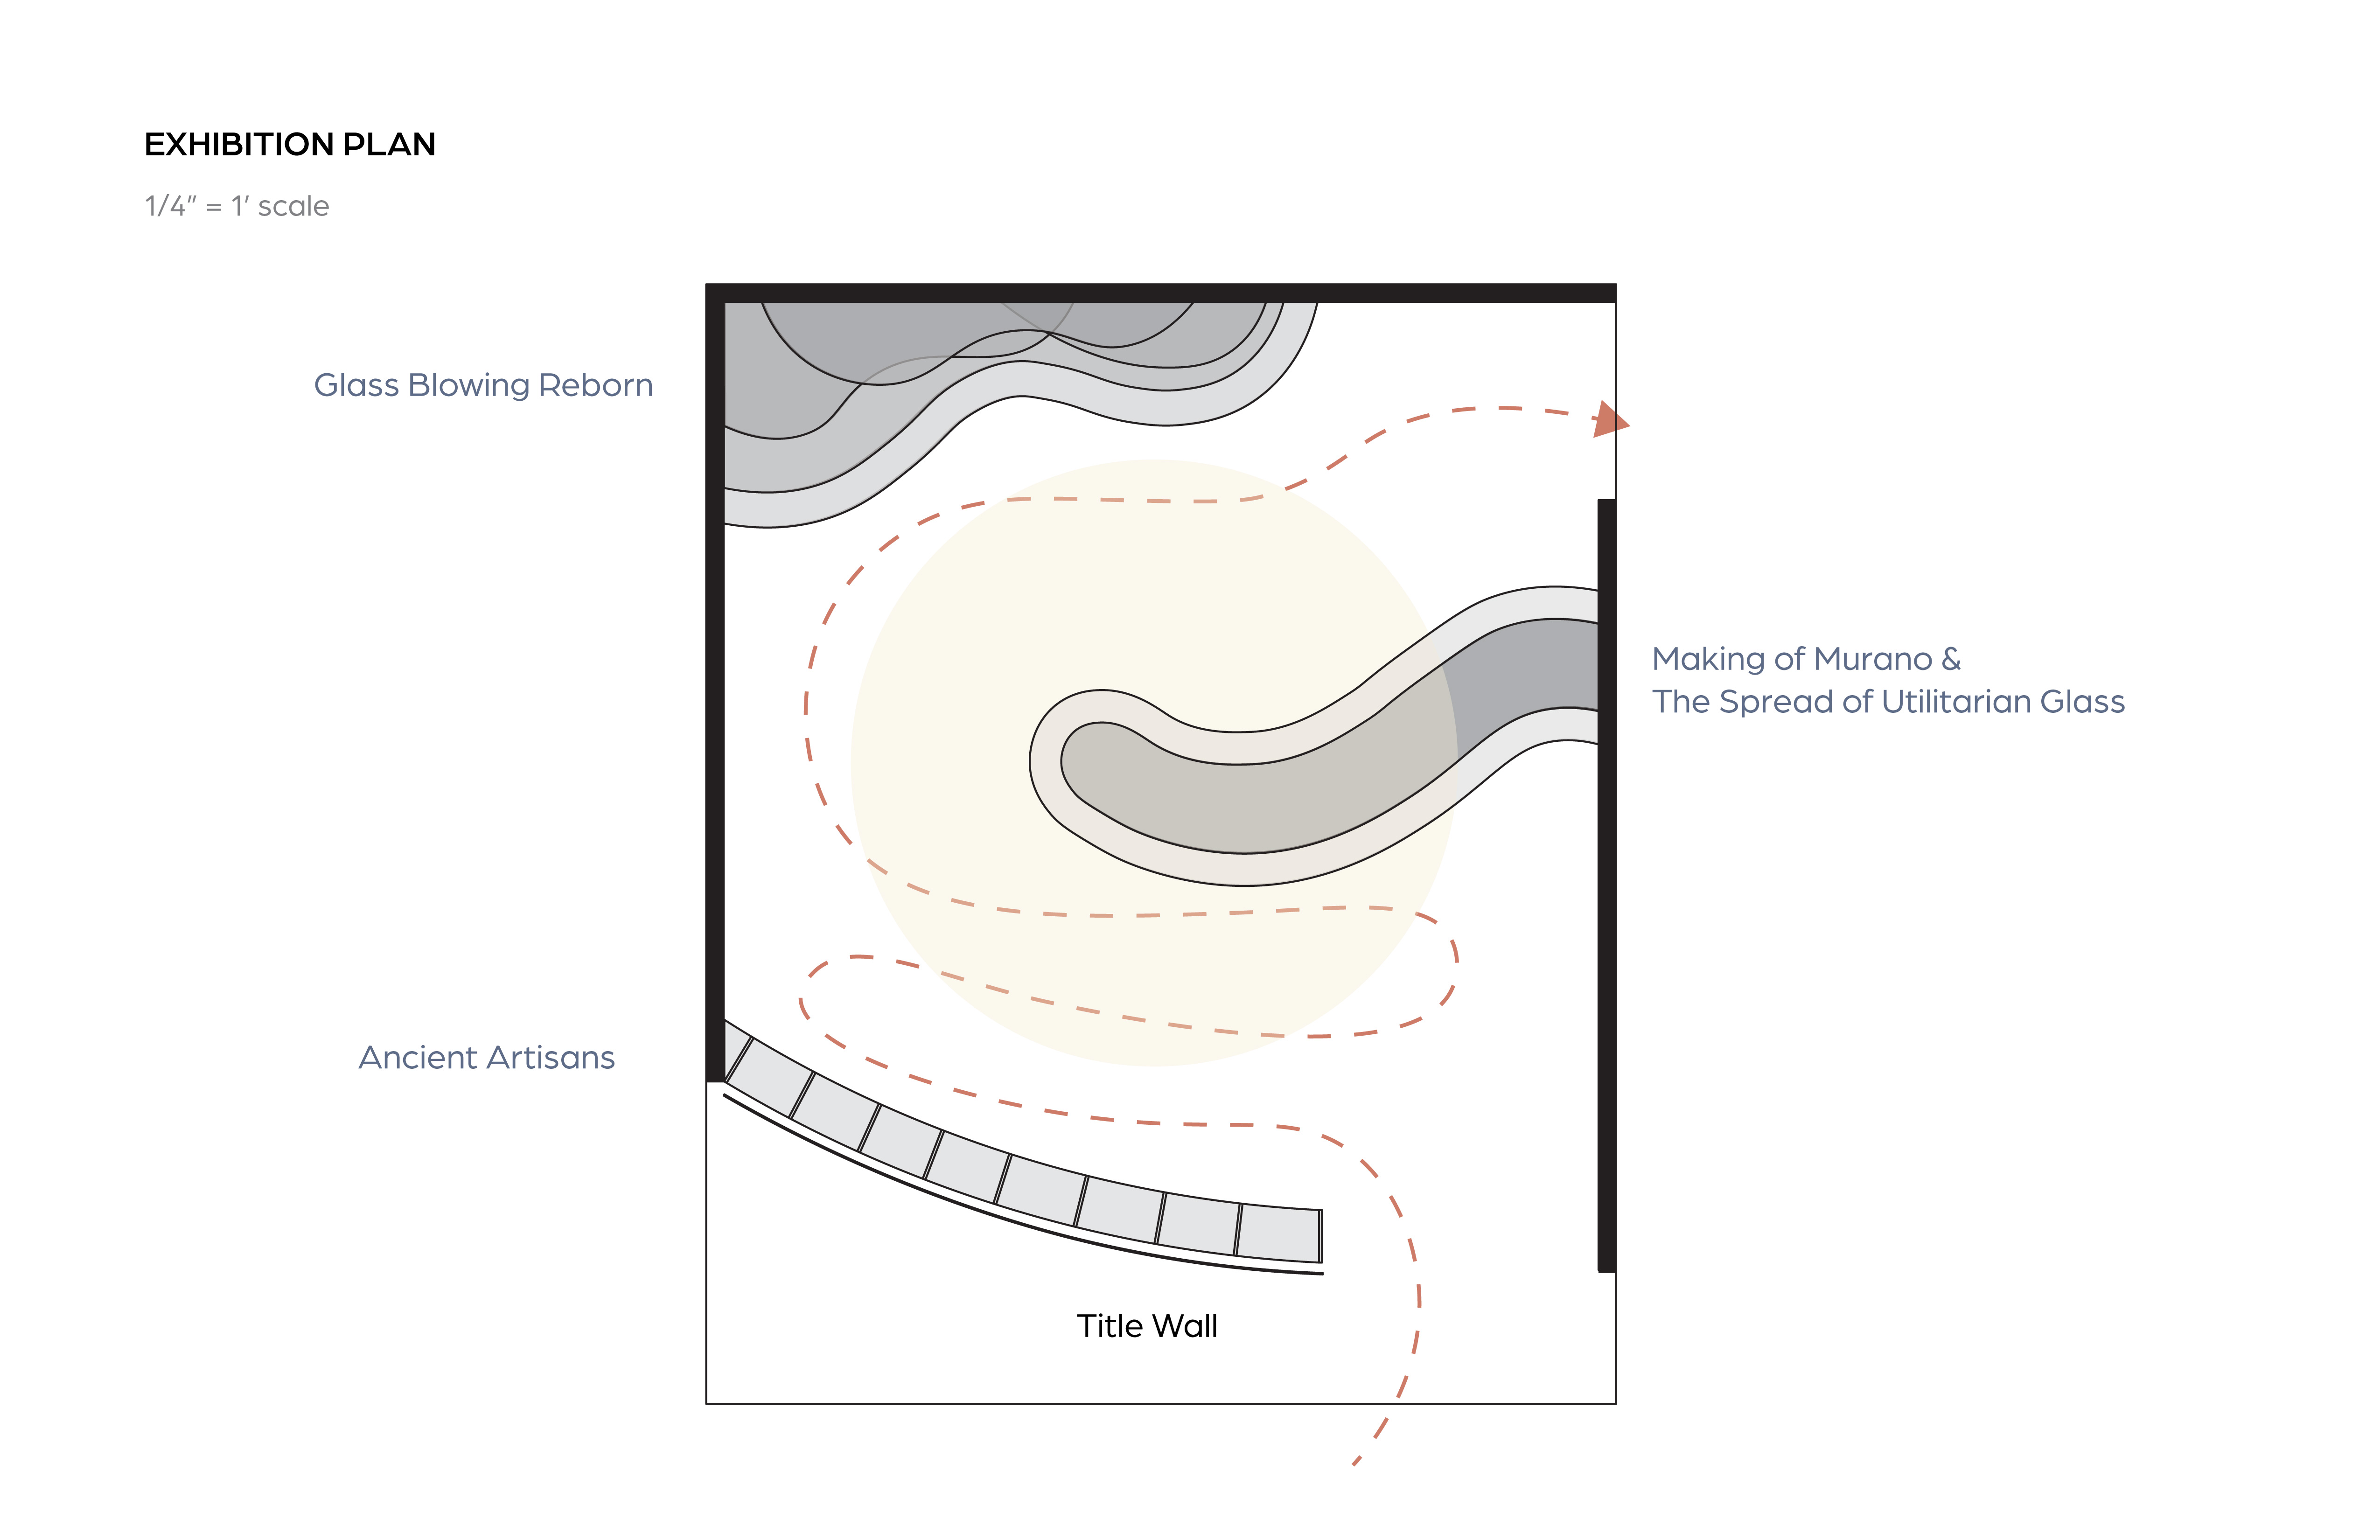 EXHIBITION PLAN
1/4” = 1’ scale
Glass Blowing Reborn
Making of Murano &
The Spread of Utilitarian Glass
Ancient Artisans
Title Wall